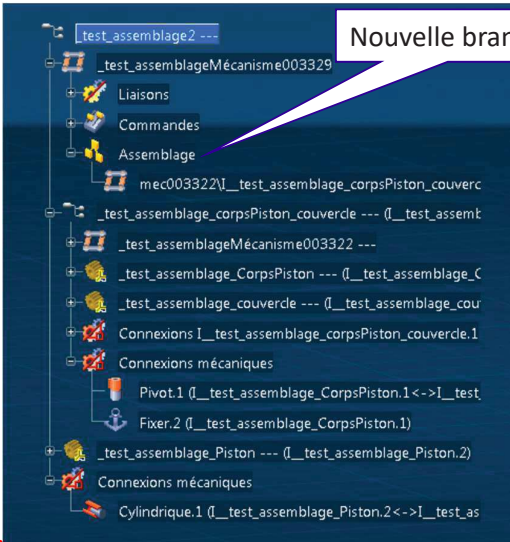 _test_assemblage2 ---
Nouvelle bran
_test_assemblageMécanisme003329
Liaisons
Commandes
Assemblage
mec003322\I__test_assemblage_corpsPiston_couverc
_test_assemblage_corpsPiston_couvercle --- (I__test_assemb
_test_assemblageMécanisme003322 ---
_test_assemblage_CorpsPiston --- (I__test_assemblage_C
_test_assemblage_couvercle --- (I__test_assemblage_cou
Connexions I__test_assemblage_corpsPiston_couvercle.1
Connexions mécaniques
Pivot.1 (I__test_assemblage_CorpsPiston.1<->I__test_
Fixer.2 (I__test_assemblage_CorpsPiston.1)
_test_assemblage_Piston --- (I__test_assemblage_Piston.2)
Connexions mécaniques
Cylindrique.1 (I__test_assemblage_Piston.2<->I__test_as